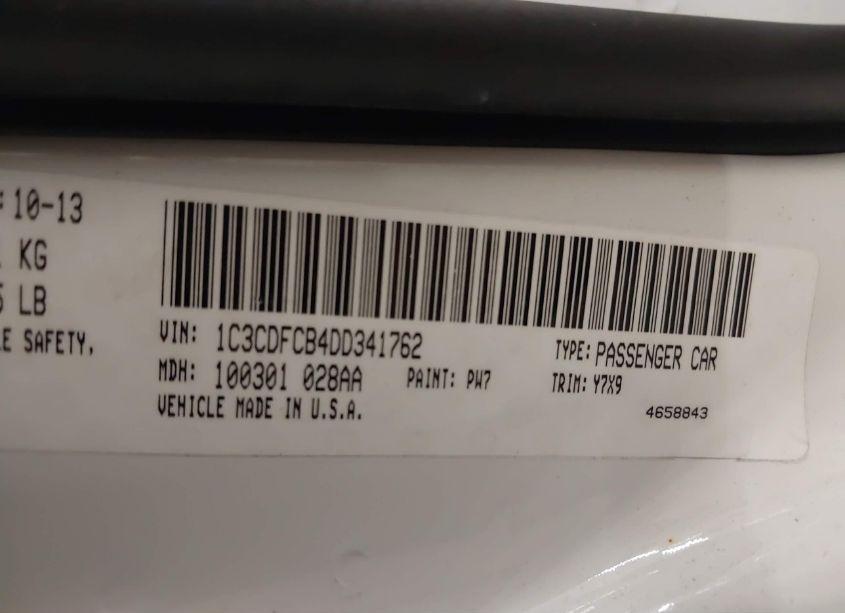 : 10-13
KG
LB
SAFETY.
VIN: 1C3CDFCB4DD341762
TYPE: PASSENGER CAR
MDH: 100301 028AA
PAINT: PW7
TRIM: Y7X9
VEHICLE MADE IN U.S.A.
4658843